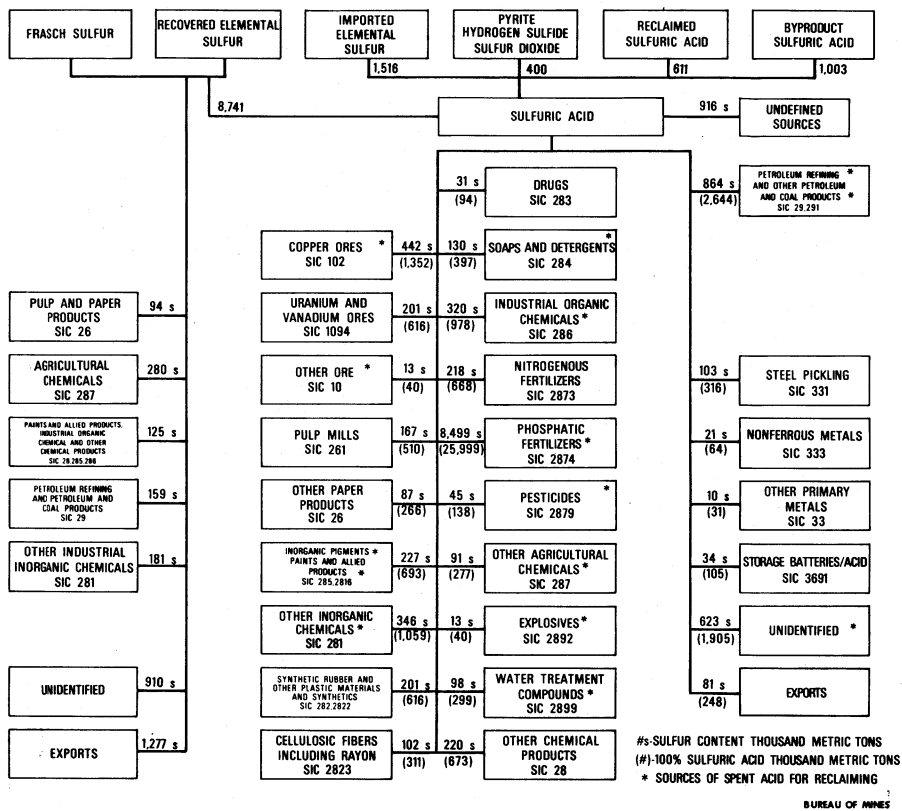 FRASCH SULFUR
RECOVERED ELEMENTAL
SULFUR
IMPORTED
ELEMENTAL
SULFUR
PYRITE
HYDROGEN SULFIDE
SULFUR DIOXIDE
RECLAIMED
SULFURIC ACID
BYPRODUCT
SULFURIC ACID
1,516
400
611
1,003
8,741
SULFURIC ACID
916 s
UNDEFINED
SOURCES
PULP AND PAPER
PRODUCTS
SIC 26
94 s
AGRICULTURAL
CHEMICALS
SIC 287
280 s
PAINTS AND ALLIED PRODUCTS,
INDUSTRIAL ORGANIC
CHEMICAL AND OTHER
CHEMICAL PRODUCTS
SIC 28,285,286
125 s
PETROLEUM REFINING
AND PETROLEUM AND
COAL PRODUCTS
SIC 29
159 s
OTHER INDUSTRIAL
INORGANIC CHEMICALS
SIC 281
181 s
UNIDENTIFIED
910 s
EXPORTS
1,277 s
COPPER ORES *
SIC 102
442 s
(1,352)
URANIUM AND
VANADIUM ORES
SIC 1094
201 s
(616)
OTHER ORE *
SIC 10
13 s
(40)
PULP MILLS
SIC 261
167 s
(510)
OTHER PAPER
PRODUCTS
SIC 26
87 s
(266)
INORGANIC PIGMENTS *
PAINTS AND ALLIED
PRODUCTS *
SIC 285,2816
227 s
(693)
OTHER INORGANIC
CHEMICALS *
SIC 281
346 s
(1,059)
SYNTHETIC RUBBER AND
OTHER PLASTIC MATERIALS
AND SYNTHETICS
SIC 282,2822
201 s
(616)
CELLULOSIC FIBERS
INCLUDING RAYON
SIC 2823
102 s
(311)
31 s
(94)
DRUGS
SIC 283
130 s
(397)
SOAPS AND DETERGENTS *
SIC 284
320 s
(978)
INDUSTRIAL ORGANIC
CHEMICALS *
SIC 286
218 s
(668)
NITROGENOUS
FERTILIZERS
SIC 2873
8,499 s
(25,999)
PHOSPHATIC
FERTILIZERS *
SIC 2874
45 s
(138)
PESTICIDES *
SIC 2879
91 s
(277)
OTHER AGRICULTURAL
CHEMICALS *
SIC 287
13 s
(40)
EXPLOSIVES *
SIC 2892
98 s
(299)
WATER TREATMENT
COMPOUNDS *
SIC 2899
220 s
(673)
OTHER CHEMICAL
PRODUCTS
SIC 28
864 s
(2,644)
PETROLEUM REFINING *
AND OTHER PETROLEUM
AND COAL PRODUCTS *
SIC 29,291
103 s
(316)
STEEL PICKLING
SIC 331
21 s
(64)
NONFERROUS METALS
SIC 333
10 s
(31)
OTHER PRIMARY
METALS
SIC 33
34 s
(105)
STORAGE BATTERIES/ACID
SIC 3691
623 s
(1,905)
UNIDENTIFIED *
81 s
(248)
EXPORTS
#s-SULFUR CONTENT THOUSAND METRIC TONS
(#)-100% SULFURIC ACID THOUSAND METRIC TONS
* SOURCES OF SPENT ACID FOR RECLAIMING
BUREAU OF MINES